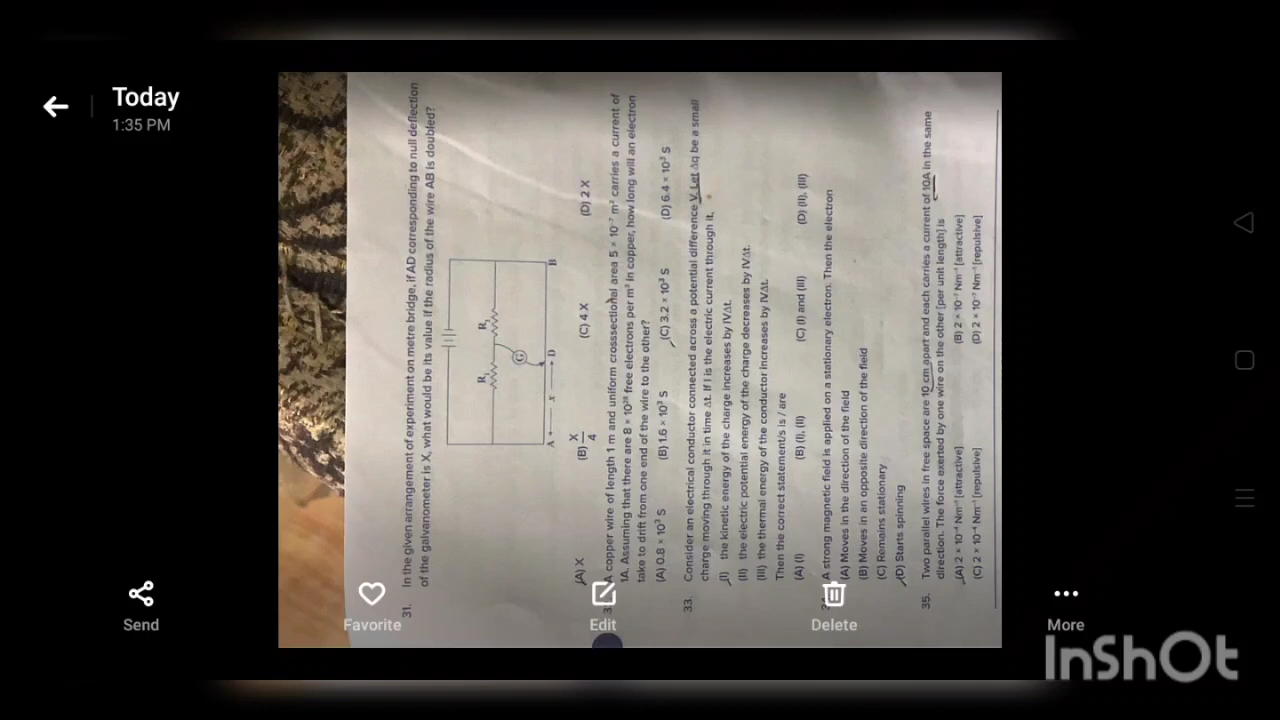 Today
1:35 PM
31. In the given arrangement of experiment on metre bridge, if AD corresponding to null deflection
of the galvanometer is X, what would be its value if the radius of the wire AB is doubled?
R₁ R₂
G
A x D B
(A) X (B) X/4 (C) 4 X (D) 2 X
A copper wire of length 1 m and uniform crosssectional area 5 × 10⁻⁷ m² carries a current of
1A. Assuming that there are 8 × 10²⁸ free electrons per m³ in copper, how long will an electron
take to drift from one end of the wire to the other?
(A) 0.8 × 10³ S (B) 1.6 × 10³ S (C) 3.2 × 10³ S (D) 6.4 × 10³ S
33. Consider an electrical conductor connected across a potential difference V. Let Δq be a small
charge moving through it in time Δt. If I is the electric current through it,
(I) the kinetic energy of the charge increases by IVΔt.
(II) the electric potential energy of the charge decreases by IVΔt.
(III) the thermal energy of the conductor increases by IVΔt.
Then the correct statement/s is / are
(A) (I) (B) (I), (II) (C) (I) and (III) (D) (II), (III)
A strong magnetic field is applied on a stationary electron. Then the electron
(A) Moves in the direction of the field
(B) Moves in an opposite direction of the field
(C) Remains stationary
(D) Starts spinning
35. Two parallel wires in free space are 10 cm apart and each carries a current of 10A in the same
direction. The force exerted by one wire on the other [per unit length] is
(A) 2 × 10⁻⁴ Nm⁻¹ [attractive] (B) 2 × 10⁻⁷ Nm⁻¹ [attractive]
(C) 2 × 10⁻⁴ Nm⁻¹ [repulsive] (D) 2 × 10⁻⁷ Nm⁻¹ [repulsive]
Send
Favorite
Edit
Delete
More
InShOt